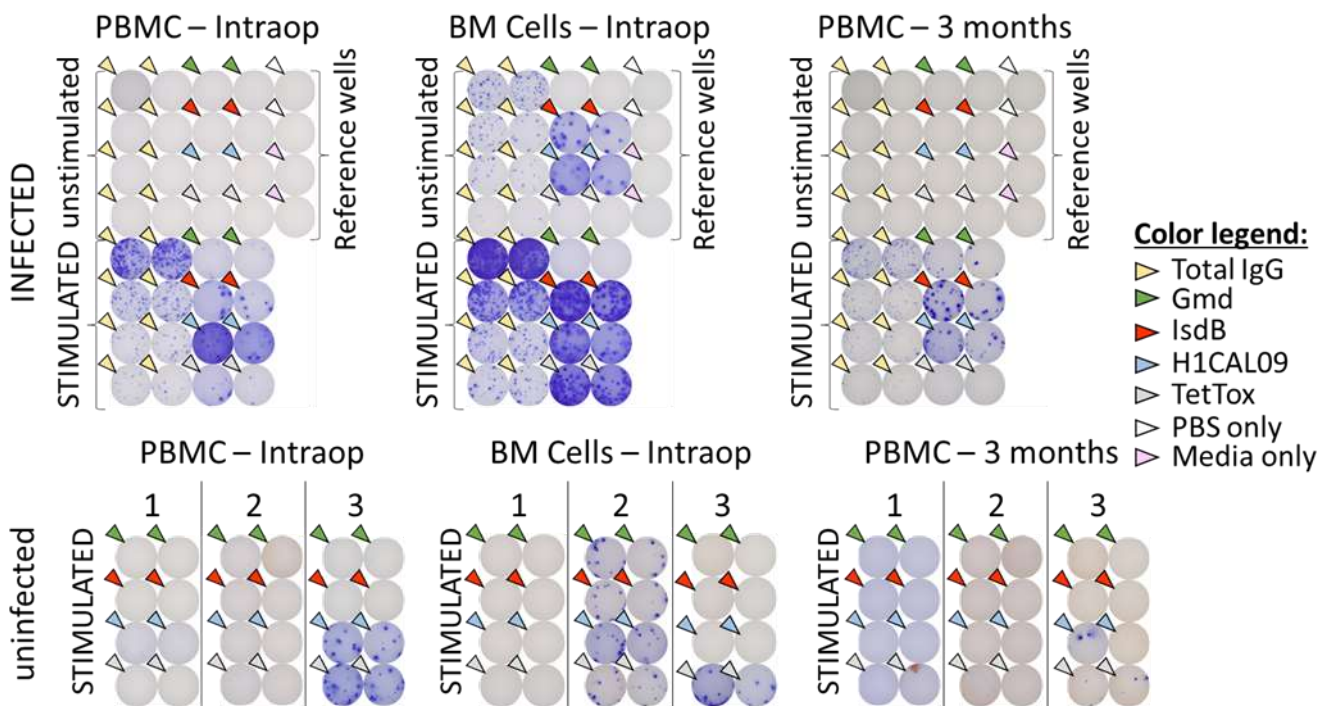 PBMC – Intraop
BM Cells – Intraop
PBMC – 3 months
INFECTED
unstimulated
STIMULATED
Reference wells
unstimulated
STIMULATED
Reference wells
unstimulated
STIMULATED
Reference wells
Color legend:
Total IgG
Gmd
IsdB
H1CAL09
TetTox
PBS only
Media only
PBMC – Intraop
BM Cells – Intraop
PBMC – 3 months
1 2 3
1 2 3
1 2 3
uninfected
STIMULATED
STIMULATED
STIMULATED